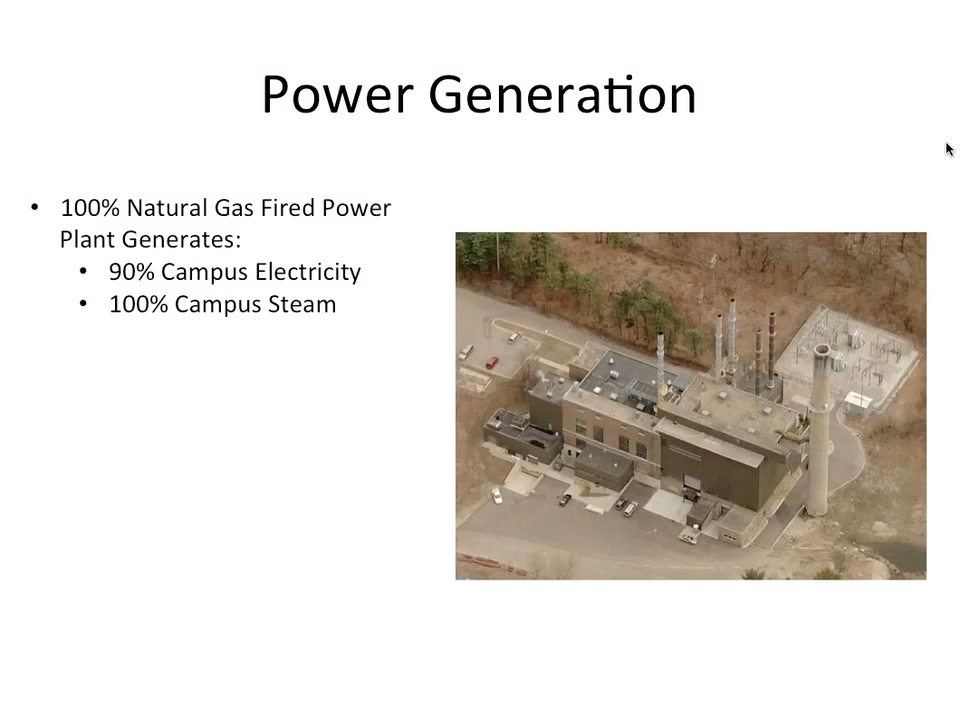 Power Generation
• 100% Natural Gas Fired Power
Plant Generates:
• 90% Campus Electricity
• 100% Campus Steam